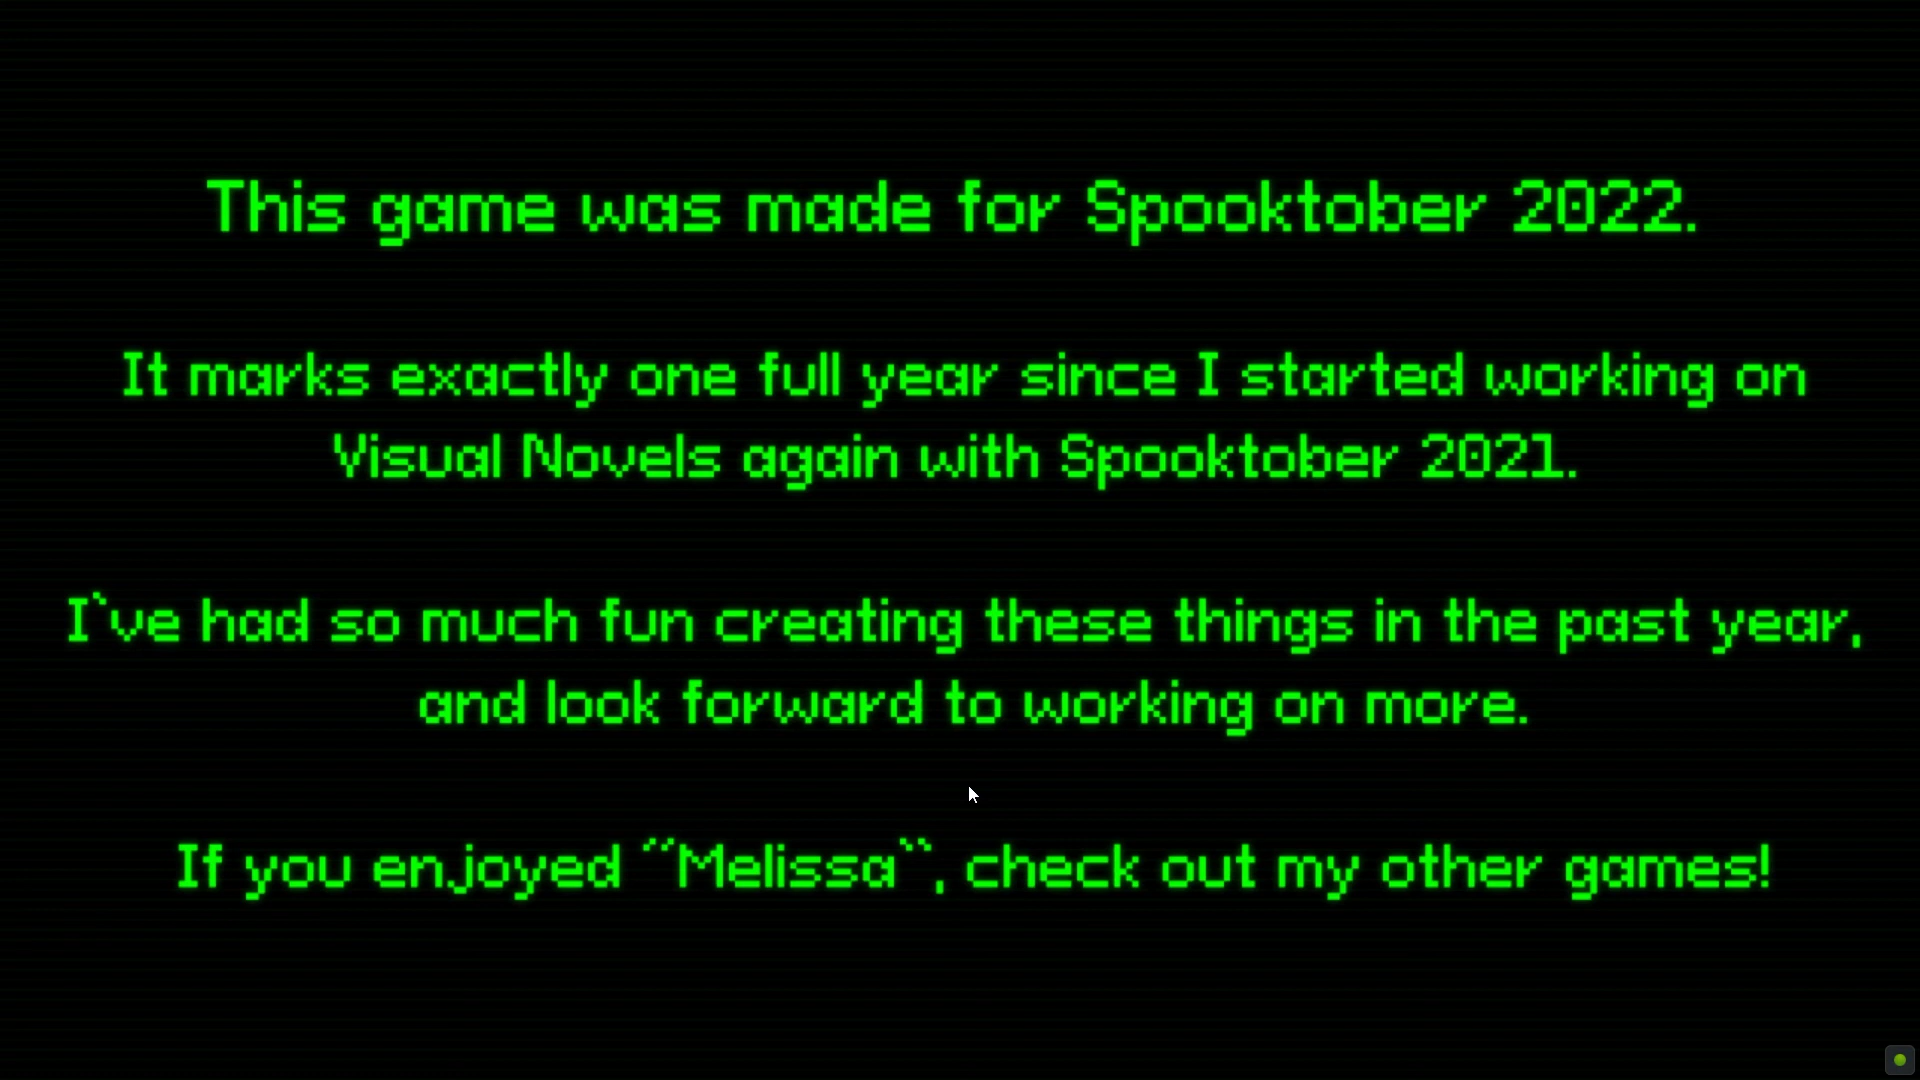 This game was made for Spooktober 2022.
It marks exactly one full year since I started working on
Visual Novels again with Spooktober 2021.
I`ve had so much fun creating these things in the past year,
and look forward to working on more.
If you enjoyed ´´Melissa``, check out my other games!